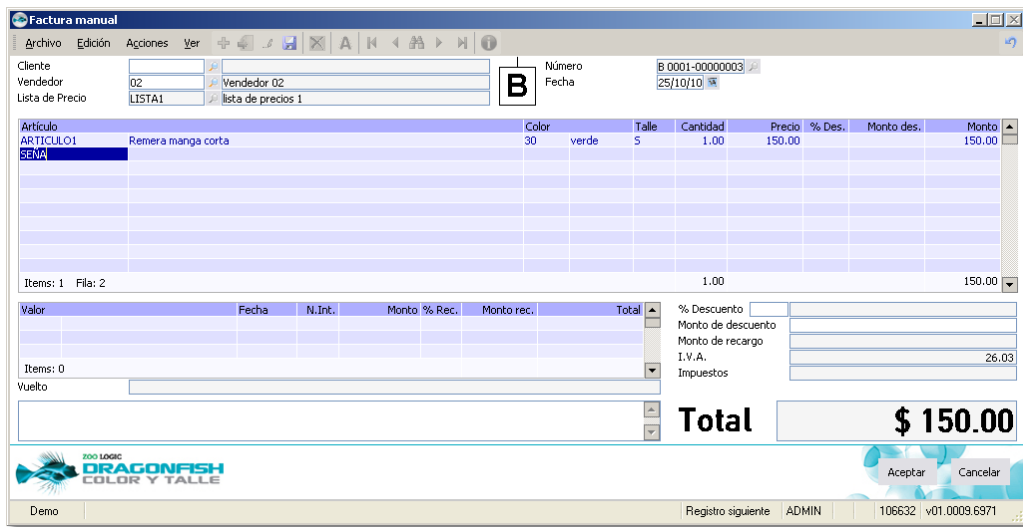 Factura manual
Archivo Edición Acciones Ver A
Cliente
Vendedor 02 Vendedor 02
Lista de Precio LISTA1 lista de precios 1
B
Número B 0001-00000003
Fecha 25/10/10
Artículo Color Talle Cantidad Precio % Des. Monto des. Monto
ARTICULO1 Remera manga corta 30 verde S 1.00 150.00 150.00
SEÑA
Items: 1 Fila: 2 1.00 150.00
Valor Fecha N.Int. Monto % Rec. Monto rec. Total
Items: 0
Vuelto
% Descuento
Monto de descuento
Monto de recargo
I.V.A. 26.03
Impuestos
Total $ 150.00
ZOO LOGIC
DRAGONFISH
COLOR Y TALLE
Aceptar Cancelar
Demo Registro siguiente ADMIN 106632 v01.0009.6971